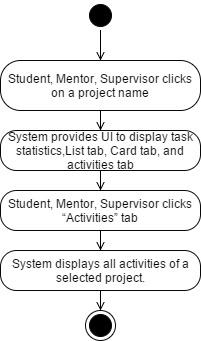 Student, Mentor, Supervisor clicks
on a project name
System provides UI to display task
statistics,List tab, Card tab, and
activities tab
Student, Mentor, Supervisor clicks
“Activities” tab
System displays all activities of a
selected project.